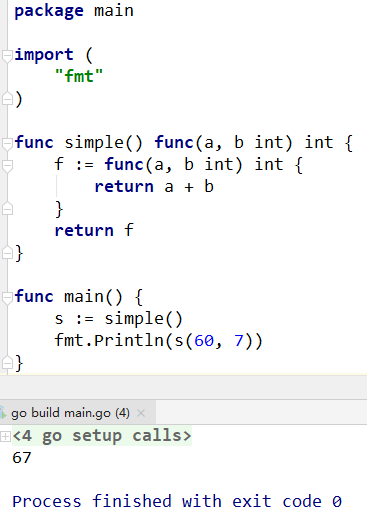 package main
import (
    "fmt"
)
func simple() func(a, b int) int {
    f := func(a, b int) int {
        return a + b
    }
    return f
}
func main() {
    s := simple()
    fmt.Println(s(60, 7))
}
go build main.go (4)
<4 go setup calls>
67
Process finished with exit code 0